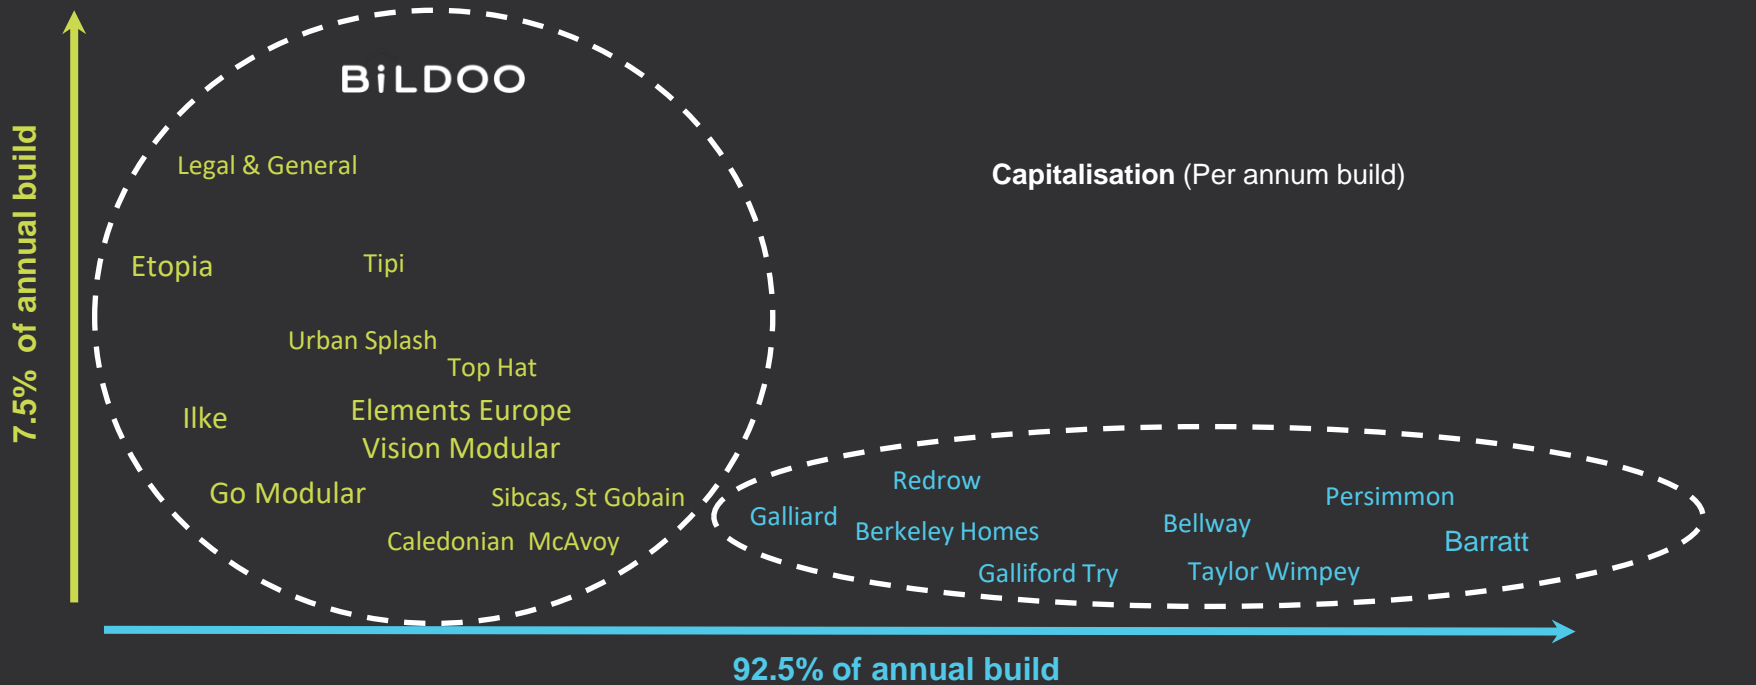 BiLDOO
Legal & General
Capitalisation (Per annum build)
7.5% of annual build
Etopia
Tipi
Urban Splash
Top Hat
Ilke
Elements Europe
Vision Modular
Go Modular
Sibcas, St Gobain
Caledonian McAvoy
Redrow
Persimmon
Galliard
Berkeley Homes
Bellway
Barratt
Galliford Try
Taylor Wimpey
92.5% of annual build